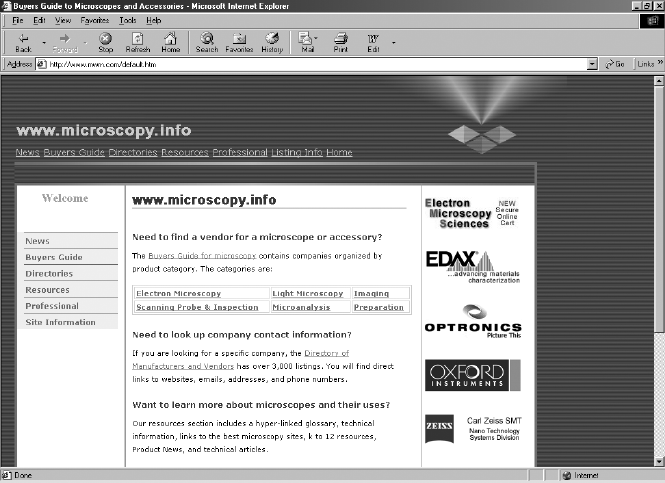 Buyers Guide to Microscopes and Accessories - Microsoft Internet Explorer
File Edit View Favorites Tools Help
Back Forward Stop Refresh Home Search Favorites History Mail Print Edit
Address http://www.mwrn.com/default.htm Go Links »
www.microscopy.info
News Buyers Guide Directories Resources Professional Listing Info Home
Welcome
News
Buyers Guide
Directories
Resources
Professional
Site Information
www.microscopy.info
Need to find a vendor for a microscope or accessory?
The Buyers Guide for microscopy contains companies organized by
product category. The categories are:
Electron Microscopy Light Microscopy Imaging
Scanning Probe & Inspection Microanalysis Preparation
Need to look up company contact information?
If you are looking for a specific company, the Directory of
Manufacturers and Vendors has over 3,000 listings. You will find direct
links to websites, emails, addresses, and phone numbers.
Want to learn more about microscopes and their uses?
Our resources section includes a hyper-linked glossary, technical
information, links to the best microscopy sites, k to 12 resources,
Product News, and technical articles.
Electron
Microscopy
Sciences
NEW
Secure
Online
Cart
EDAX
...advancing materials
characterization
OPTRONICS
Picture This
OXFORD
INSTRUMENTS
ZEISS
Carl Zeiss SMT
Nano Technology
Systems Division
Done
Internet